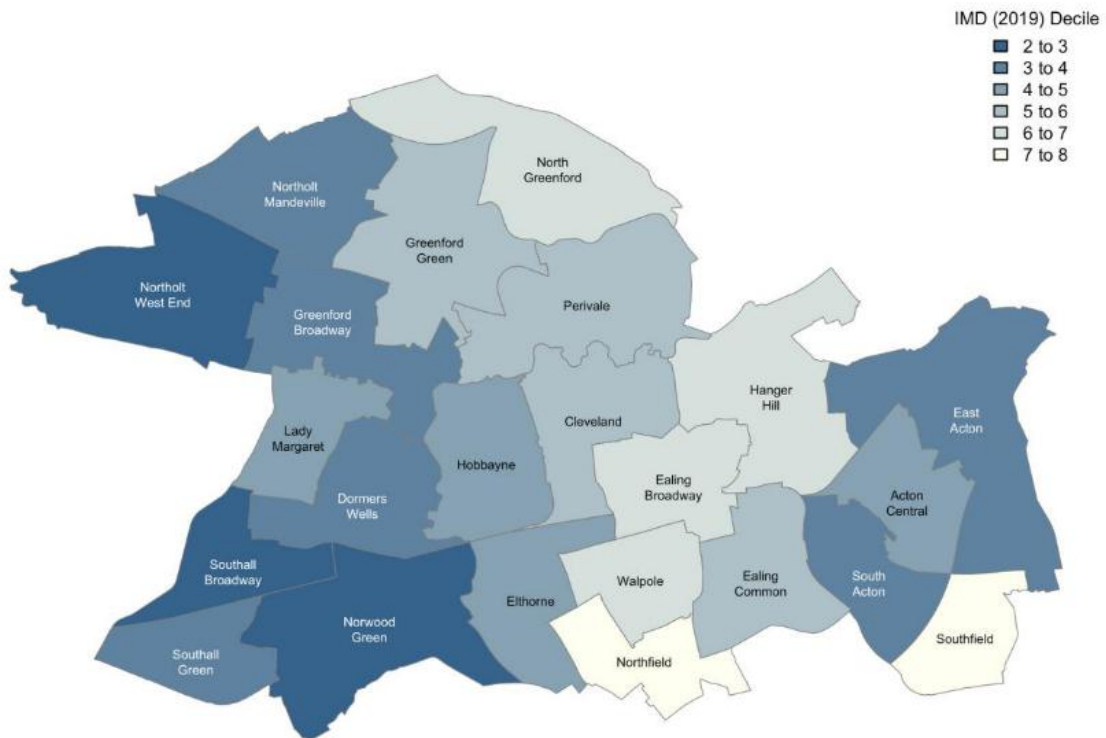 IMD (2019) Decile
2 to 3
3 to 4
4 to 5
5 to 6
6 to 7
7 to 8
North
Greenford
Northolt
Mandeville
Greenford
Green
Northolt
West End
Greenford
Broadway
Perivale
Hanger
Hill
East
Acton
Lady
Margaret
Hobbayne
Cleveland
Ealing
Broadway
Acton
Central
Dormers
Wells
Southall
Broadway
Norwood
Green
Elthorne
Walpole
Ealing
Common
South
Acton
Southfield
Southall
Green
Northfield